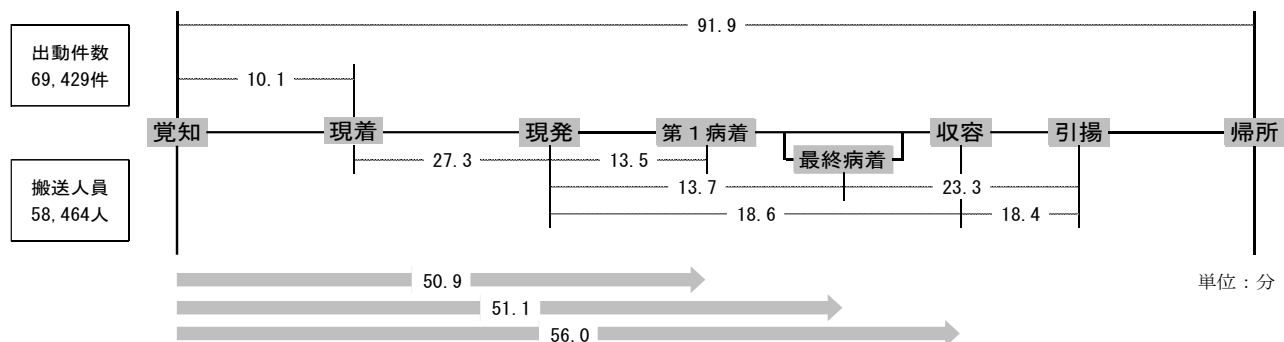 91.9
出動件数
69,429件
10.1
覚知
現着
現発
第1病着
収容
引揚
帰所
最終病着
搬送人員
58,464人
27.3
13.5
13.7
23.3
18.6
18.4
50.9
単位：分
51.1
56.0